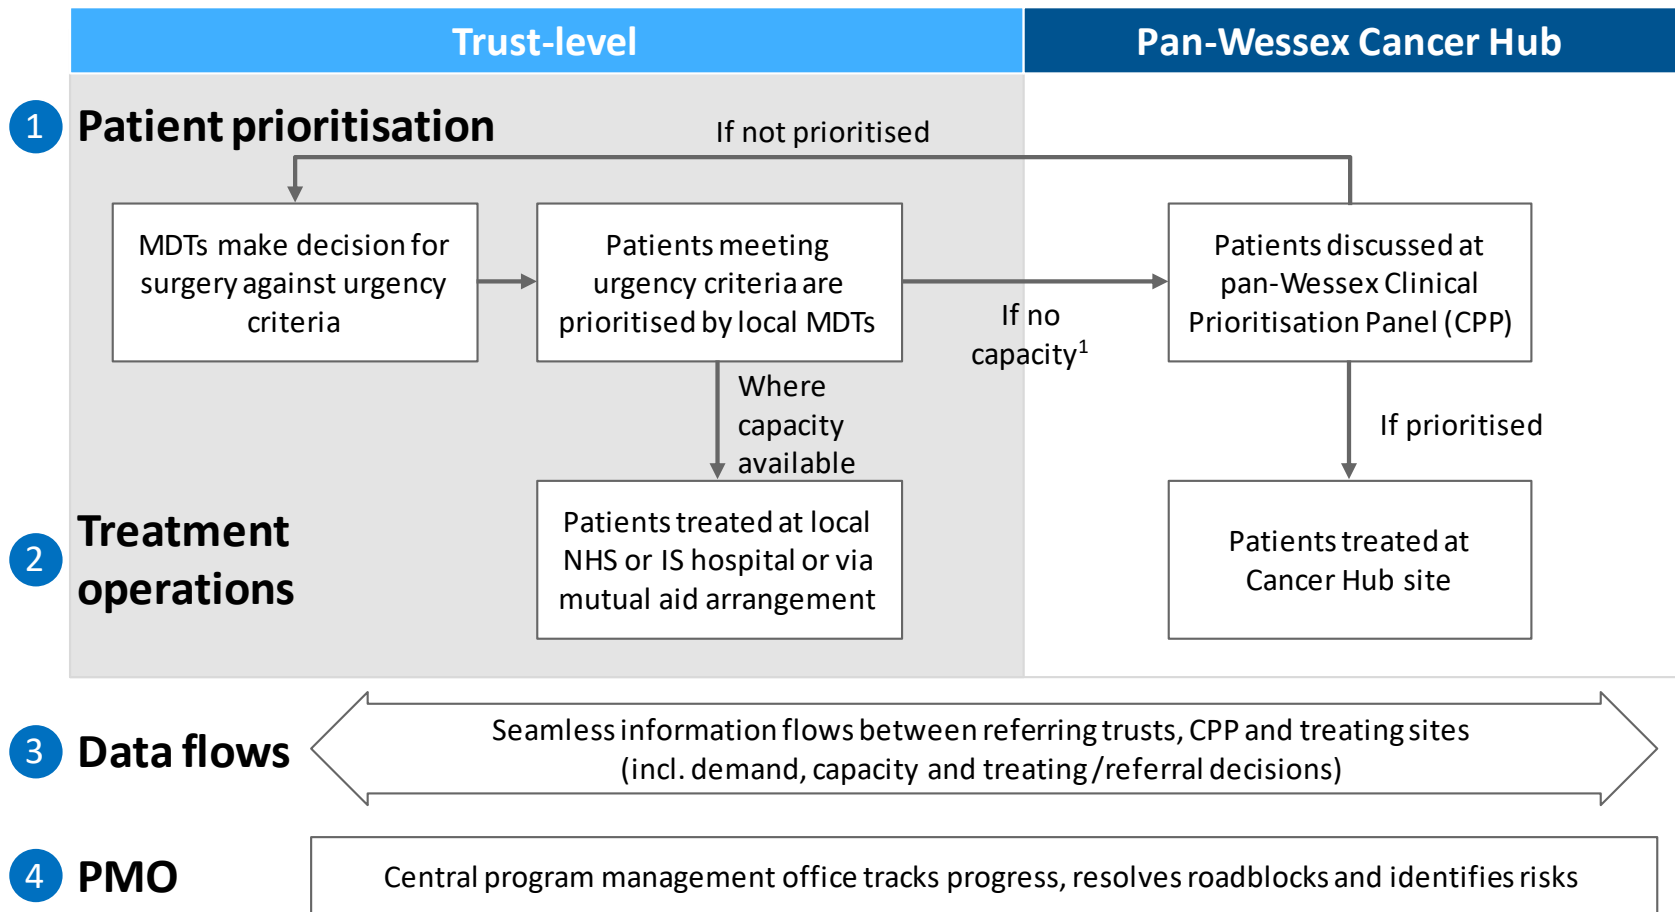 Trust-level
Pan-Wessex Cancer Hub
1
Patient prioritisation
If not prioritised
MDTs make decision for
surgery against urgency
criteria
Patients meeting
urgency criteria are
prioritised by local MDTs
If no
capacity¹
Patients discussed at
pan-Wessex Clinical
Prioritisation Panel (CPP)
Where
capacity
available
If prioritised
2
Treatment
operations
Patients treated at local
NHS or IS hospital or via
mutual aid arrangement
Patients treated at
Cancer Hub site
3
Data flows
Seamless information flows between referring trusts, CPP and treating sites
(incl. demand, capacity and treating/referral decisions)
4
PMO
Central program management office tracks progress, resolves roadblocks and identifies risks